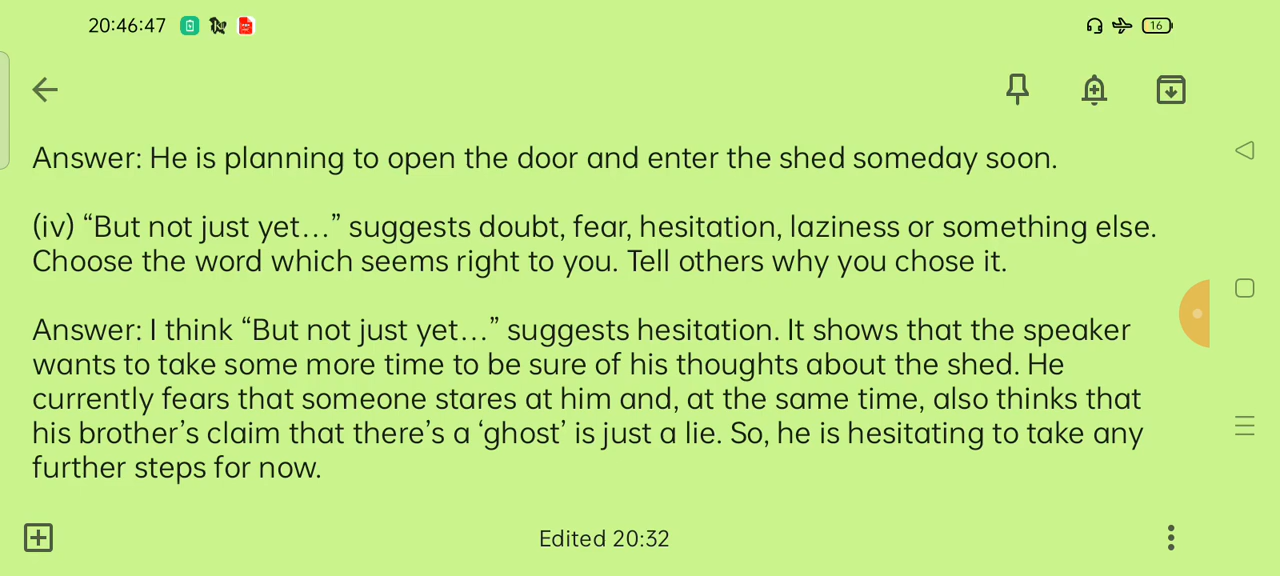 20:46:47
16
Answer: He is planning to open the door and enter the shed someday soon.
(iv) “But not just yet...” suggests doubt, fear, hesitation, laziness or something else.
Choose the word which seems right to you. Tell others why you chose it.
Answer: I think “But not just yet...” suggests hesitation. It shows that the speaker
wants to take some more time to be sure of his thoughts about the shed. He
currently fears that someone stares at him and, at the same time, also thinks that
his brother’s claim that there’s a ‘ghost’ is just a lie. So, he is hesitating to take any
further steps for now.
Edited 20:32